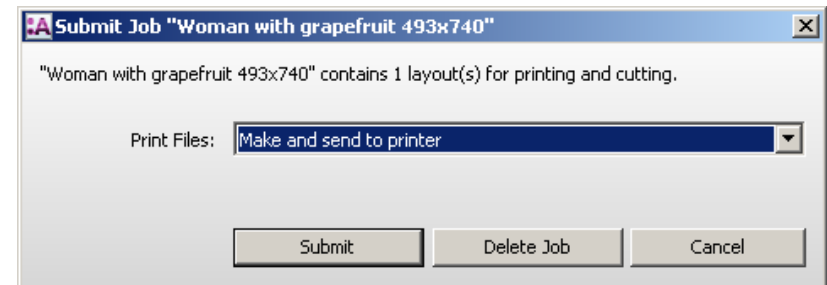 :A Submit Job "Woman with grapefruit 493x740"
"Woman with grapefruit 493x740" contains 1 layout(s) for printing and cutting.
Print Files: Make and send to printer
Submit Delete Job Cancel